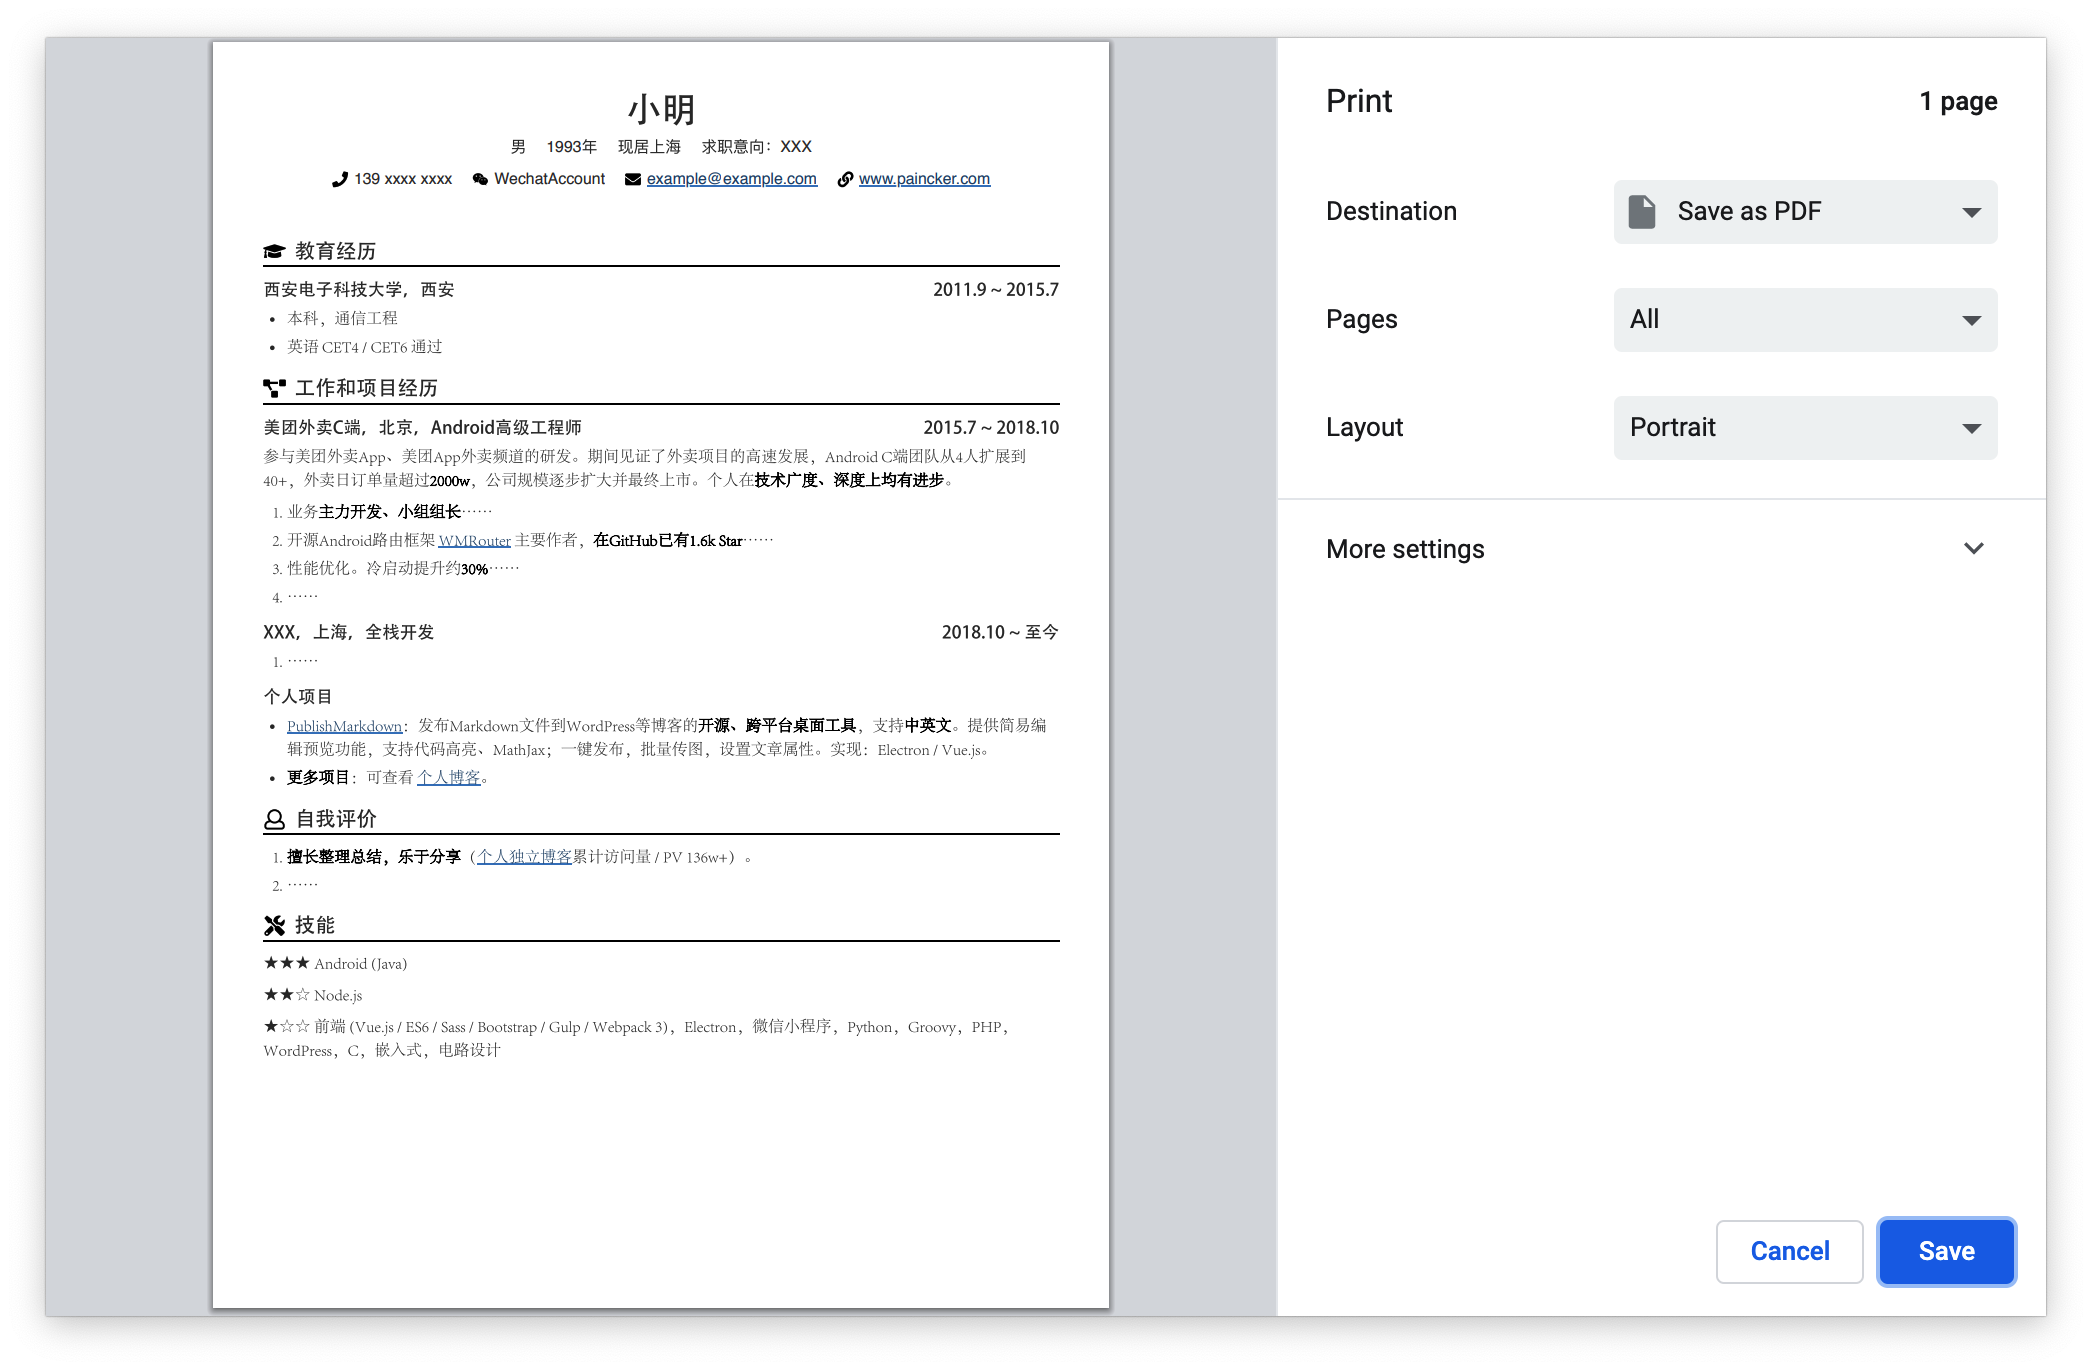 小明
男 1993年 现居上海 求职意向：XXX
139 xxxx xxxx WechatAccount example@example.com www.paincker.com
教育经历
西安电子科技大学，西安 2011.9 ~ 2015.7
• 本科，通信工程
• 英语 CET4 / CET6 通过
工作和项目经历
美团外卖C端，北京，Android高级工程师 2015.7 ~ 2018.10
参与美团外卖App、美团App外卖频道的研发。期间见证了外卖项目的高速发展，Android C端团队从4人扩展到
40+，外卖日订单量超过2000w，公司规模逐步扩大并最终上市。个人在技术广度、深度上均有进步。
1. 业务主力开发、小组组长……
2. 开源Android路由框架 WMRouter 主要作者，在GitHub已有1.6k Star……
3. 性能优化。冷启动提升约30%……
4. ……
XXX，上海，全栈开发 2018.10 ~ 至今
1. ……
个人项目
• PublishMarkdown：发布Markdown文件到WordPress等博客的开源、跨平台桌面工具，支持中英文。提供简易编
辑预览功能，支持代码高亮、MathJax；一键发布，批量传图，设置文章属性。实现：Electron / Vue.js。
• 更多项目：可查看 个人博客。
自我评价
1. 擅长整理总结，乐于分享（个人独立博客累计访问量 / PV 136w+）。
2. ……
技能
★★★ Android (Java)
★★☆ Node.js
★☆☆ 前端 (Vue.js / ES6 / Sass / Bootstrap / Gulp / Webpack 3)，Electron，微信小程序，Python，Groovy，PHP，
WordPress，C，嵌入式，电路设计
Print 1 page
Destination Save as PDF
Pages All
Layout Portrait
More settings
Cancel Save